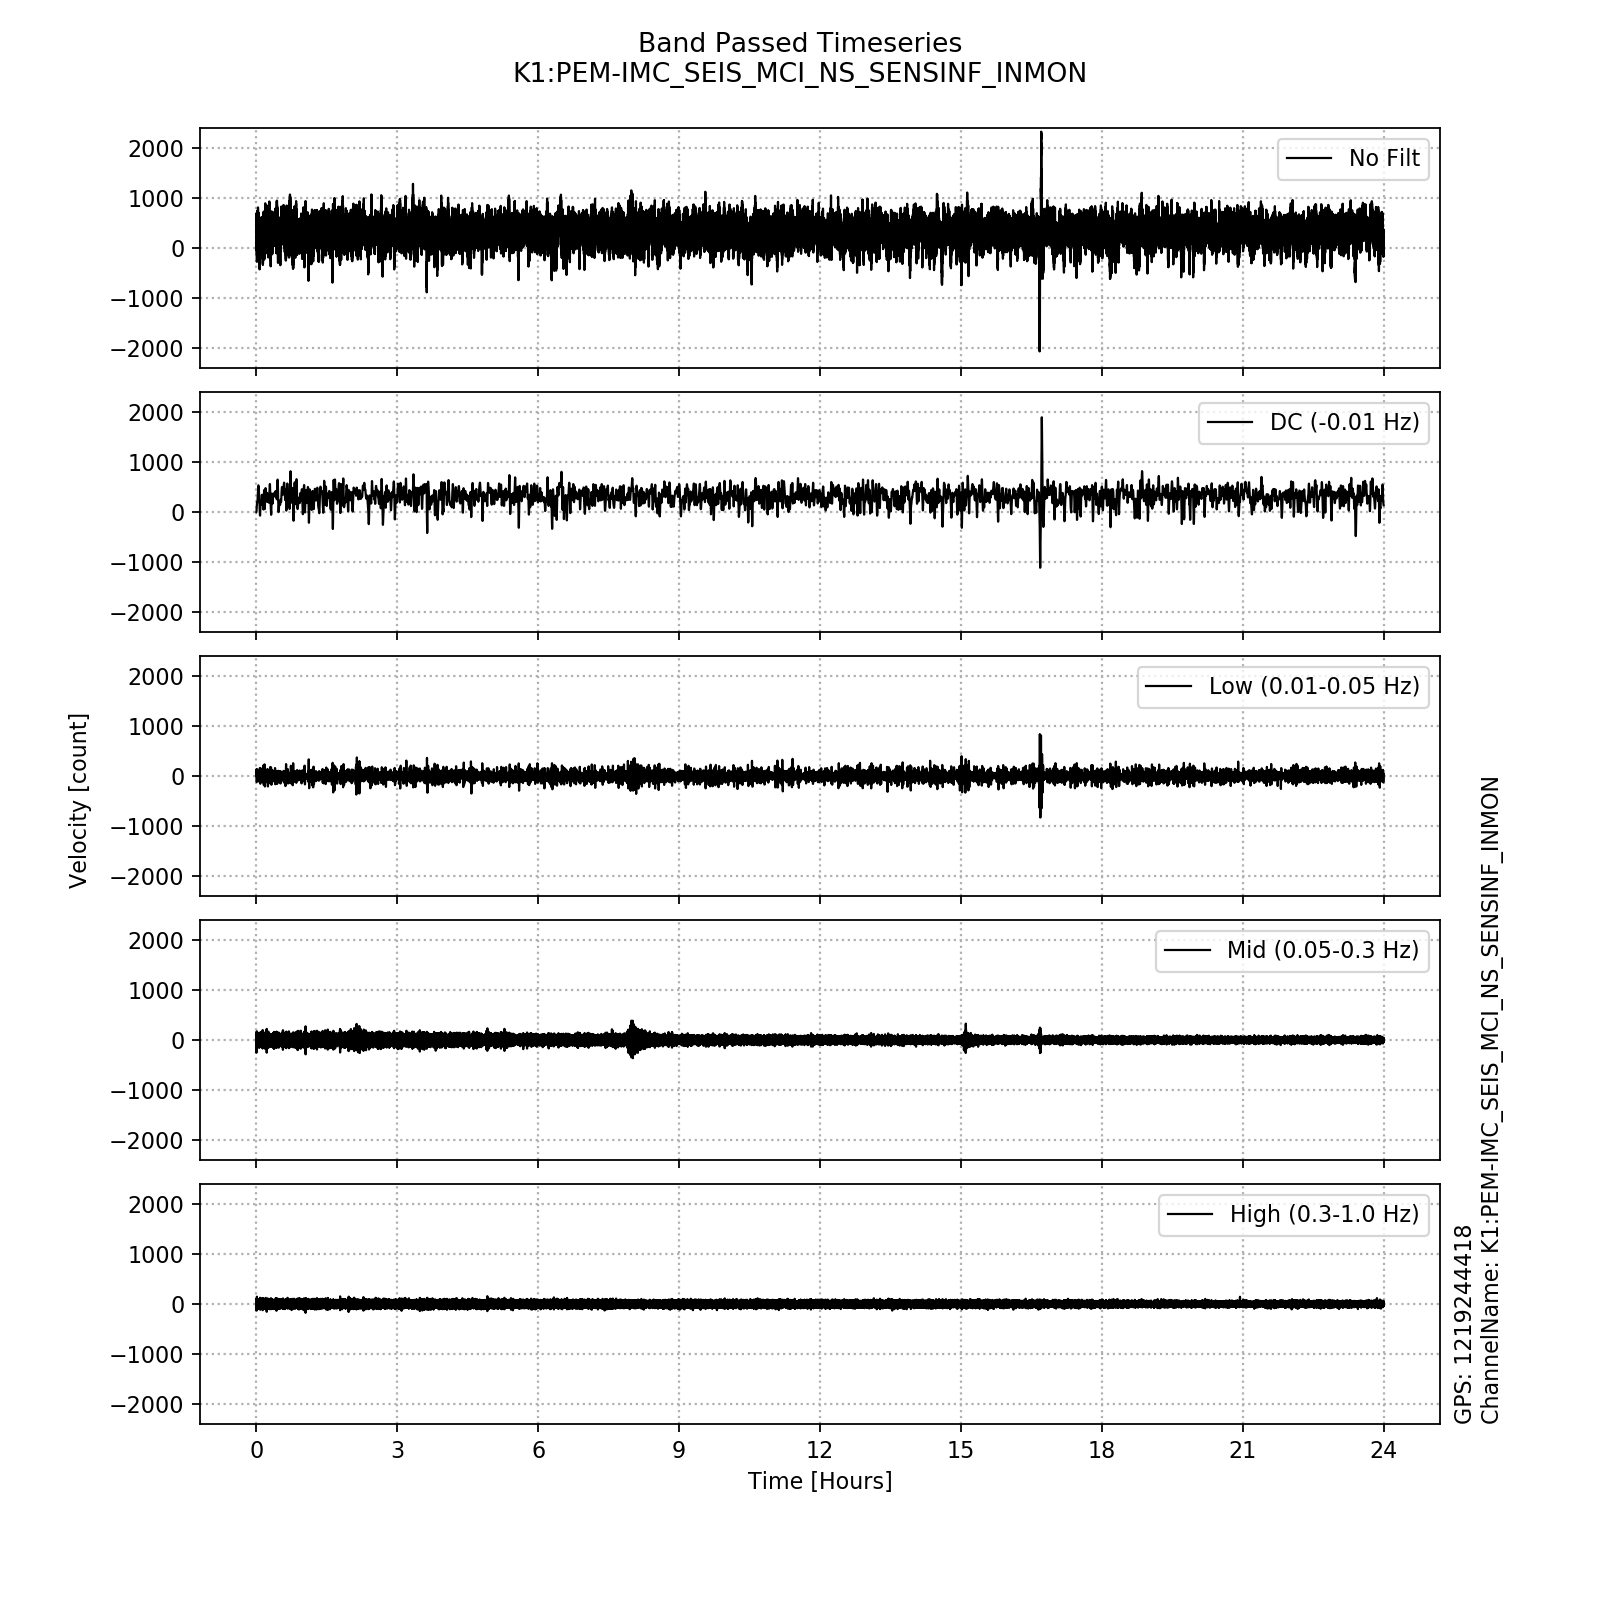 Band Passed Timeseries
K1:PEM-IMC_SEIS_MCI_NS_SENSINF_INMON
2000
1000
0
−1000
−2000
No Filt
2000
1000
0
−1000
−2000
DC (-0.01 Hz)
2000
1000
0
−1000
−2000
Low (0.01-0.05 Hz)
Velocity [count]
2000
1000
0
−1000
−2000
Mid (0.05-0.3 Hz)
2000
1000
0
−1000
−2000
High (0.3-1.0 Hz)
0 3 6 9 12 15 18 21 24
Time [Hours]
GPS: 1219244418
ChannelName: K1:PEM-IMC_SEIS_MCI_NS_SENSINF_INMON